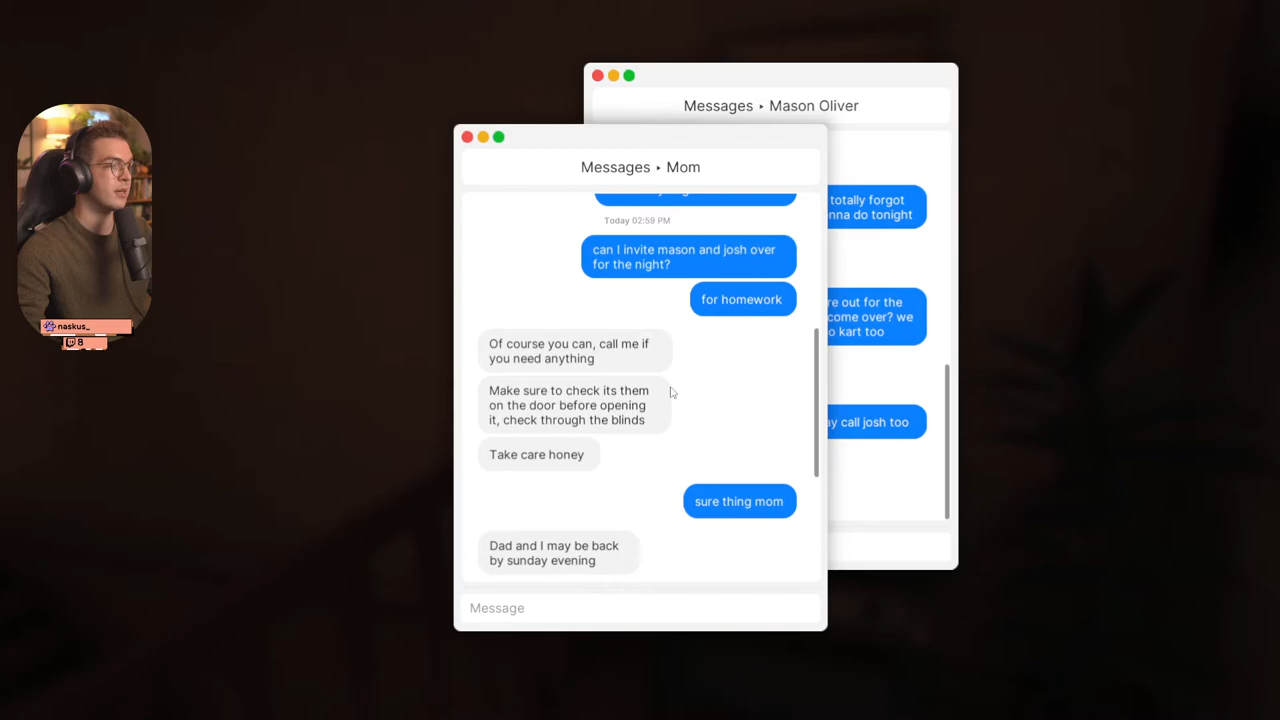 Messages ‣ Mason Oliver
totally forgot
nna do tonight
re out for the
come over? we
o kart too
ay call josh too
Messages ‣ Mom
Today 02:59 PM
can I invite mason and josh over
for the night?
for homework
Of course you can, call me if
you need anything
Make sure to check its them
on the door before opening
it, check through the blinds
Take care honey
sure thing mom
Dad and I may be back
by sunday evening
Message
naskus_
8